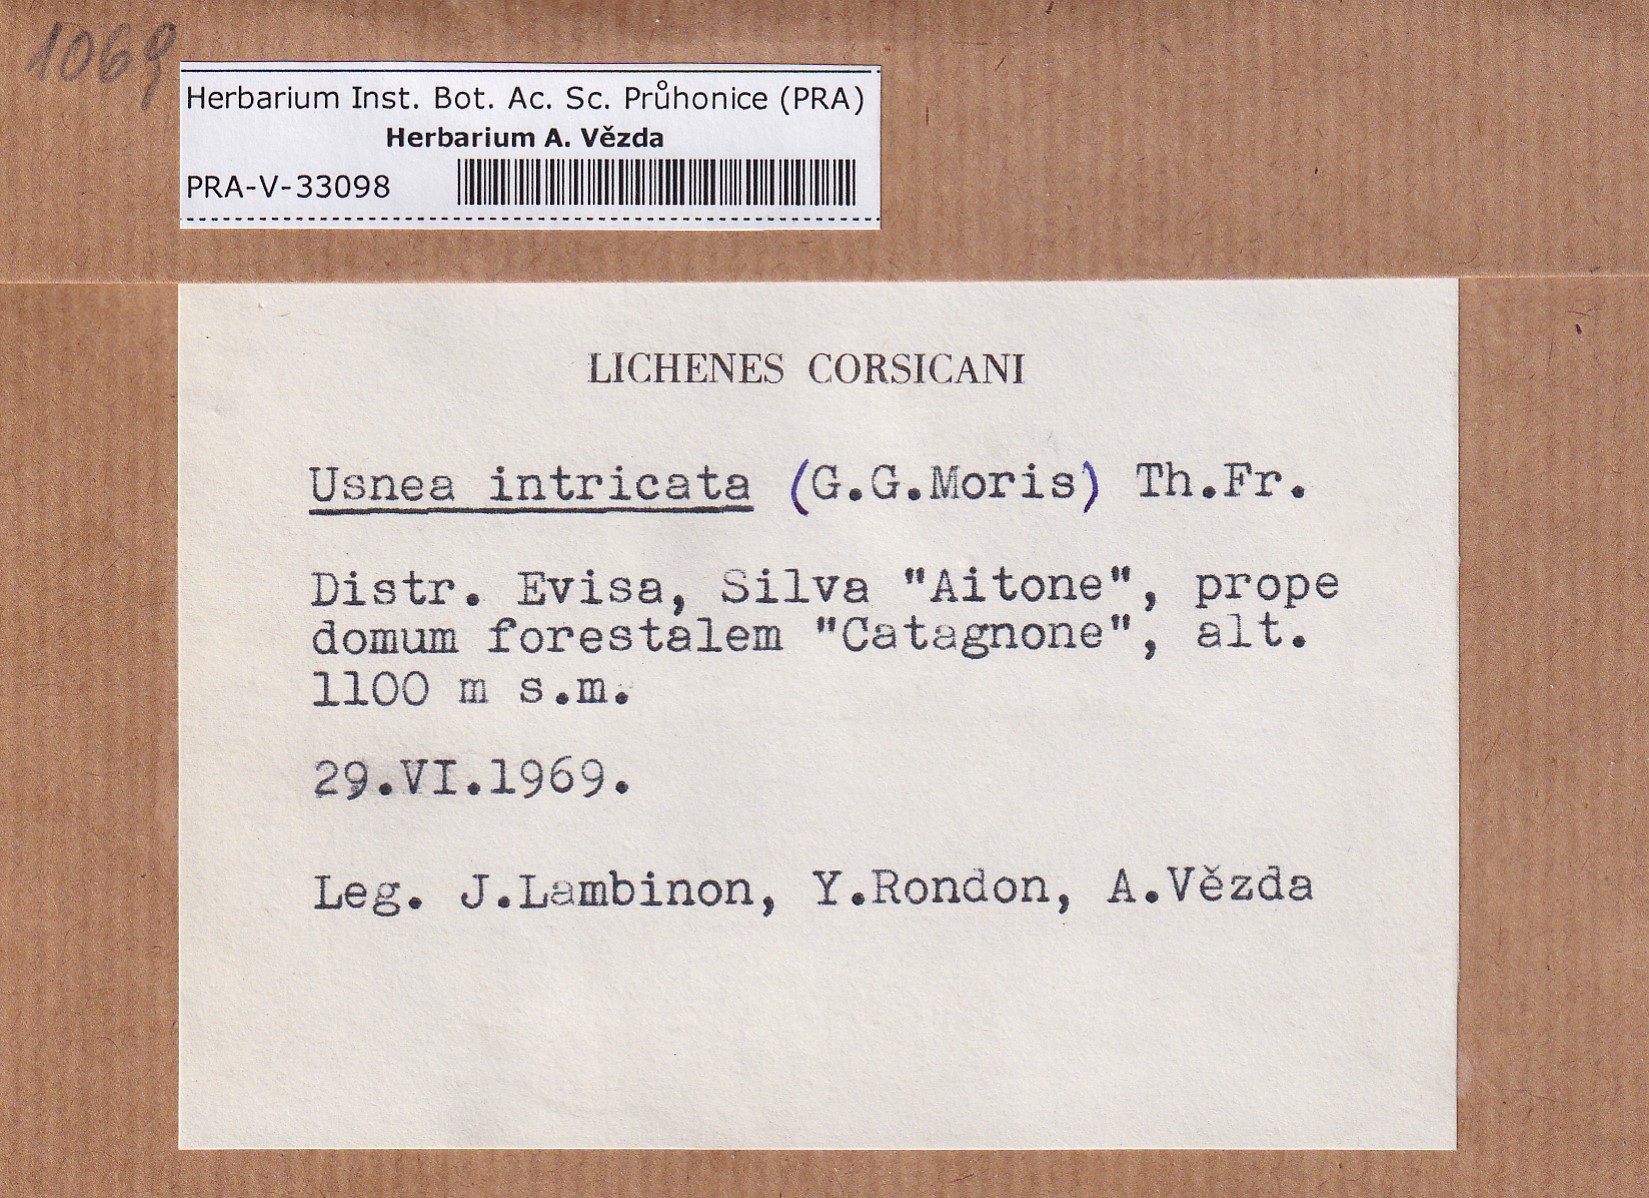 1069
Herbarium Inst. Bot. Ac. Sc. Průhonice (PRA)
Herbarium A. Vězda
PRA-V-33098
LICHENES CORSICANI
Usnea intricata (G.G.Moris) Th.Fr.
Distr. Evisa, Silva "Aitone", prope
domum forestalem "Catagnone", alt.
1100 m s.m.
29.VI.1969.
Leg. J.Lambinon, Y.Rondon, A.Vězda